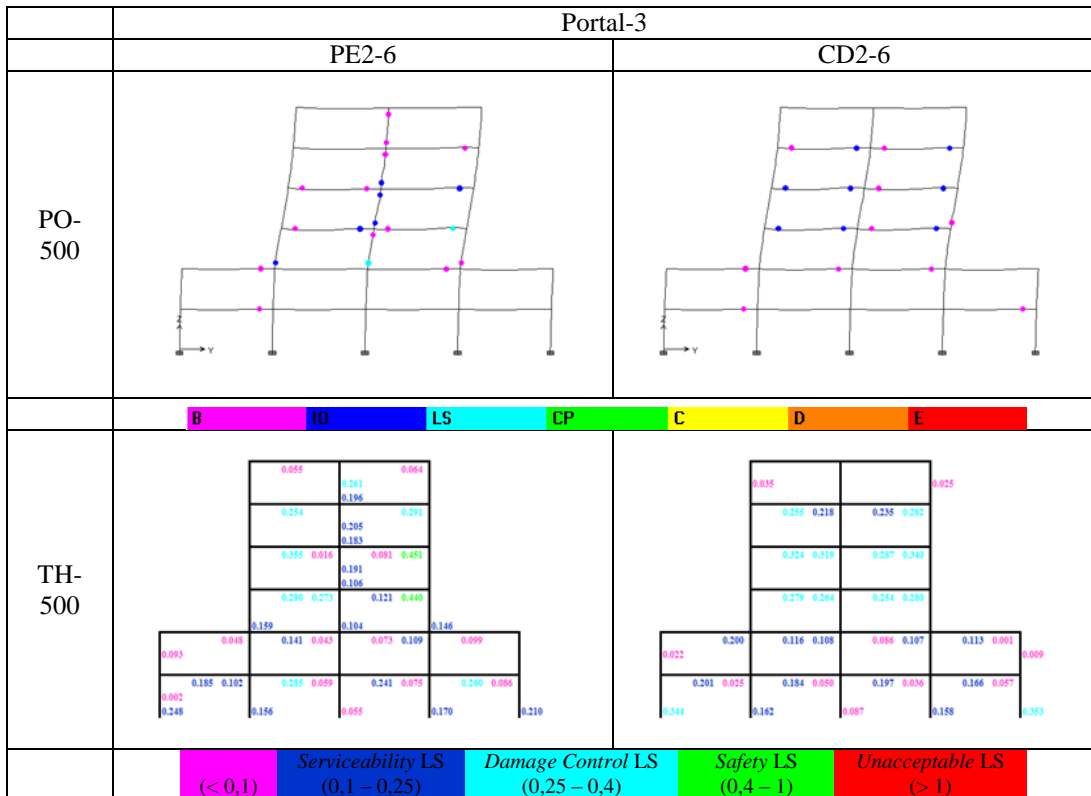 Portal-3
PE2-6 CD2-6
PO-
500
Z
Y
Z
Y
B IO LS CP C D E
TH-
500
0.055 0.064
0.261
0.196
0.254 0.291
0.205
0.183
0.355 0.016 0.081 0.451
0.191
0.106
0.290 0.273 0.121 0.440
0.159 0.104 0.146
0.048 0.141 0.043 0.073 0.109 0.099
0.093
0.185 0.102 0.285 0.059 0.241 0.075 0.260 0.086
0.002
0.248 0.156 0.055 0.170 0.210
0.035 0.025
0.255 0.218 0.235 0.282
0.324 0.319 0.287 0.340
0.279 0.264 0.254 0.280
0.200 0.116 0.108 0.086 0.107 0.113 0.001
0.022 0.009
0.201 0.025 0.184 0.050 0.197 0.036 0.166 0.057
0.344 0.162 0.087 0.158 0.353
Serviceability LS Damage Control LS Safety LS Unacceptable LS
(< 0,1) (0,1 – 0,25) (0,25 – 0,4) (0,4 – 1) (> 1)